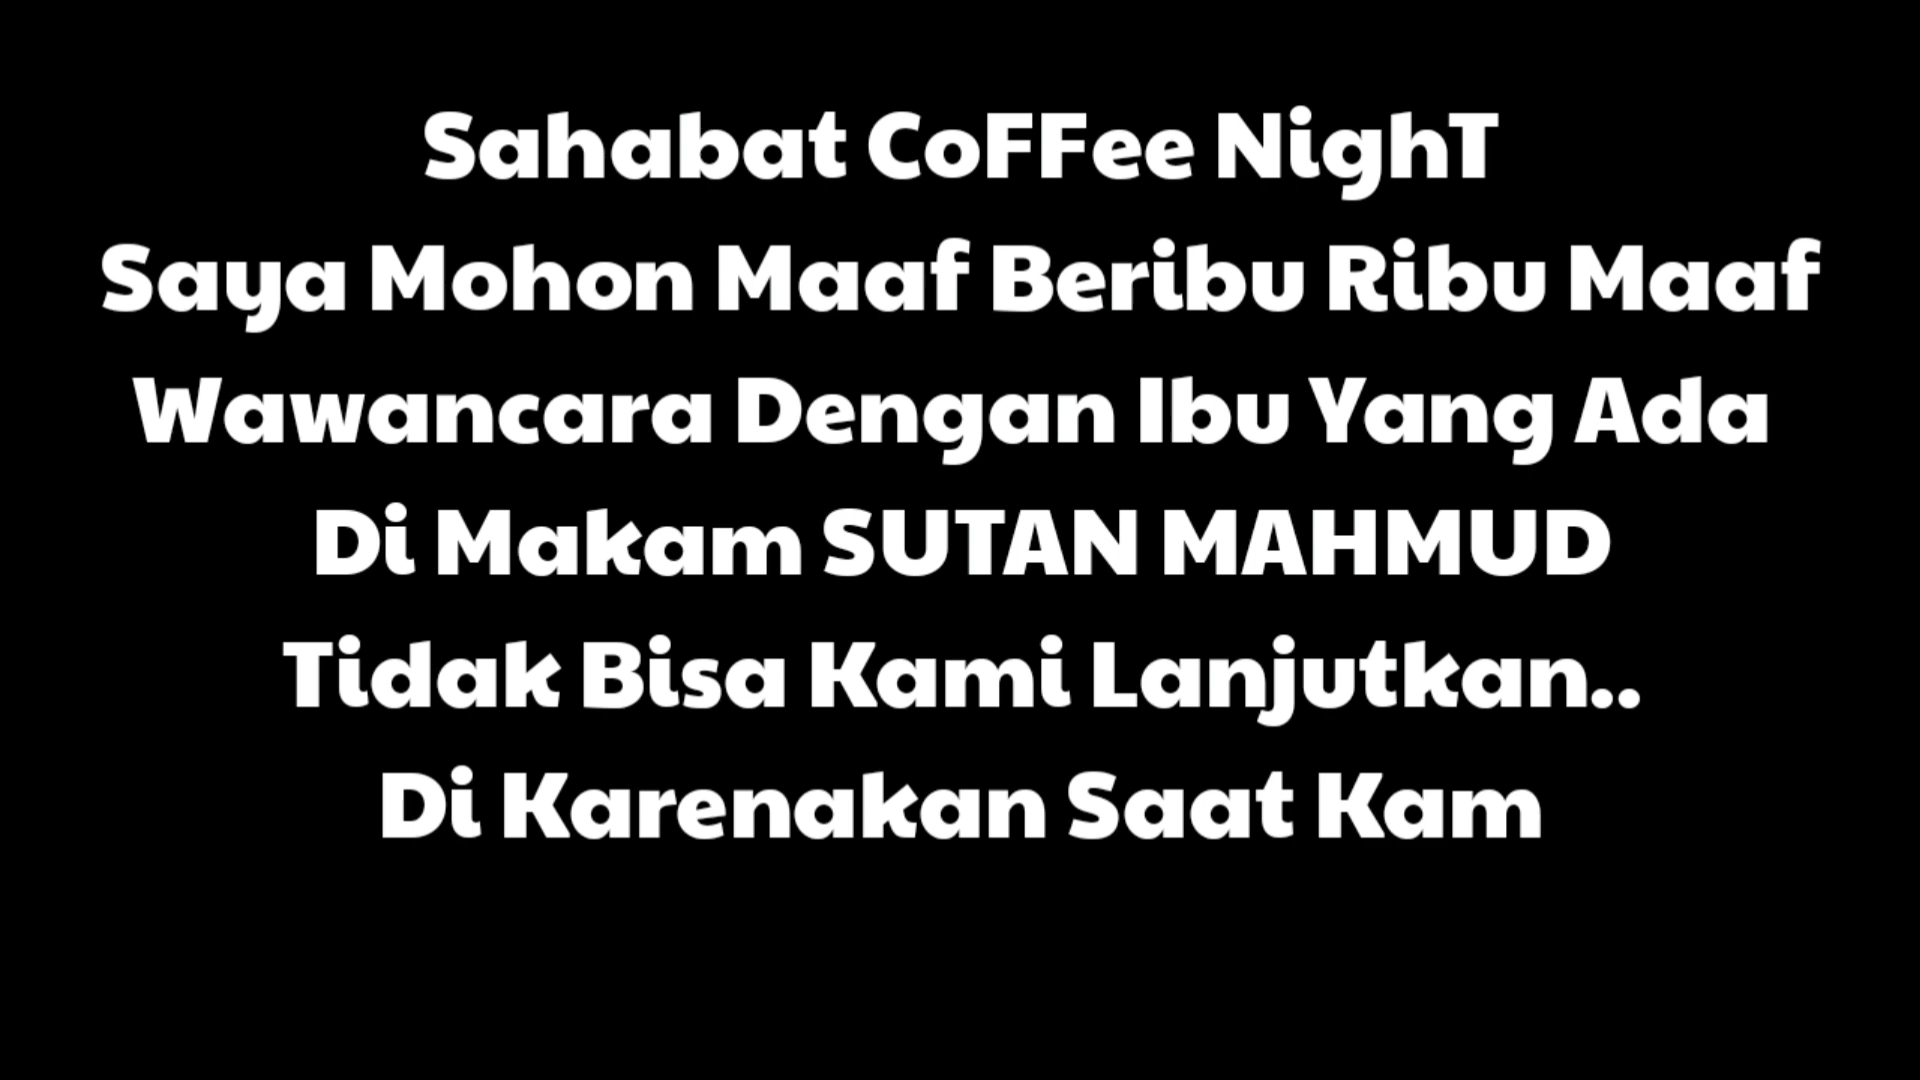 Sahabat CoFFee NighT
Saya Mohon Maaf Beribu Ribu Maaf
Wawancara Dengan Ibu Yang Ada
Di Makam SUTAN MAHMUD
Tidak Bisa Kami Lanjutkan..
Di Karenakan Saat Kam